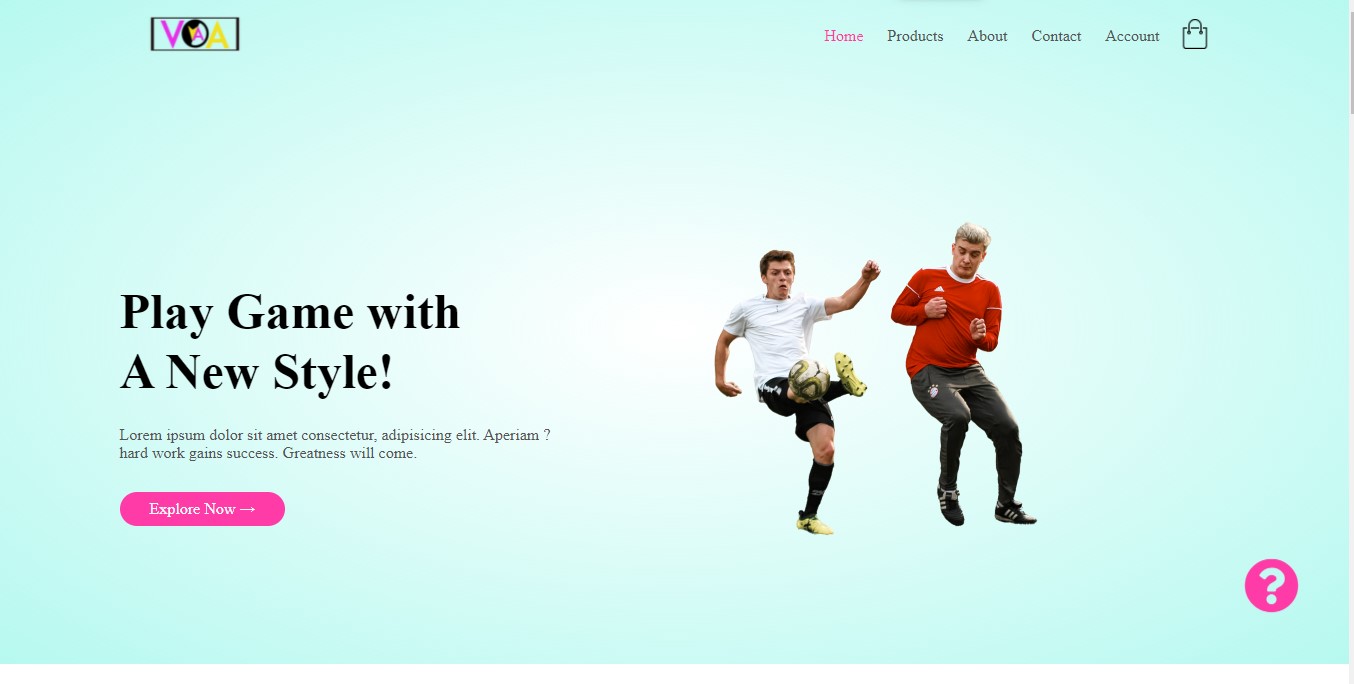 VOA
Home Products About Contact Account
Play Game with
A New Style!
Lorem ipsum dolor sit amet consectetur, adipisicing elit. Aperiam ?
hard work gains success. Greatness will come.
Explore Now →
?